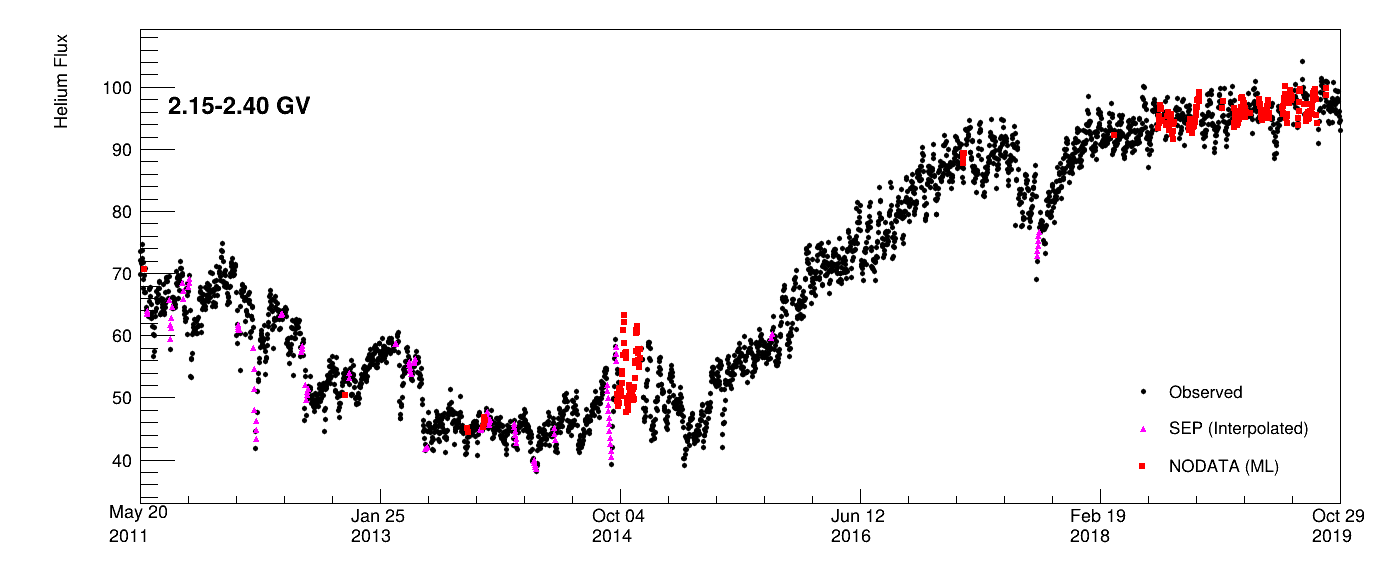 Helium Flux
2.15-2.40 GV
100
90
80
70
60
50
40
Observed
SEP (Interpolated)
NODATA (ML)
May 20
2011
Jan 25
2013
Oct 04
2014
Jun 12
2016
Feb 19
2018
Oct 29
2019